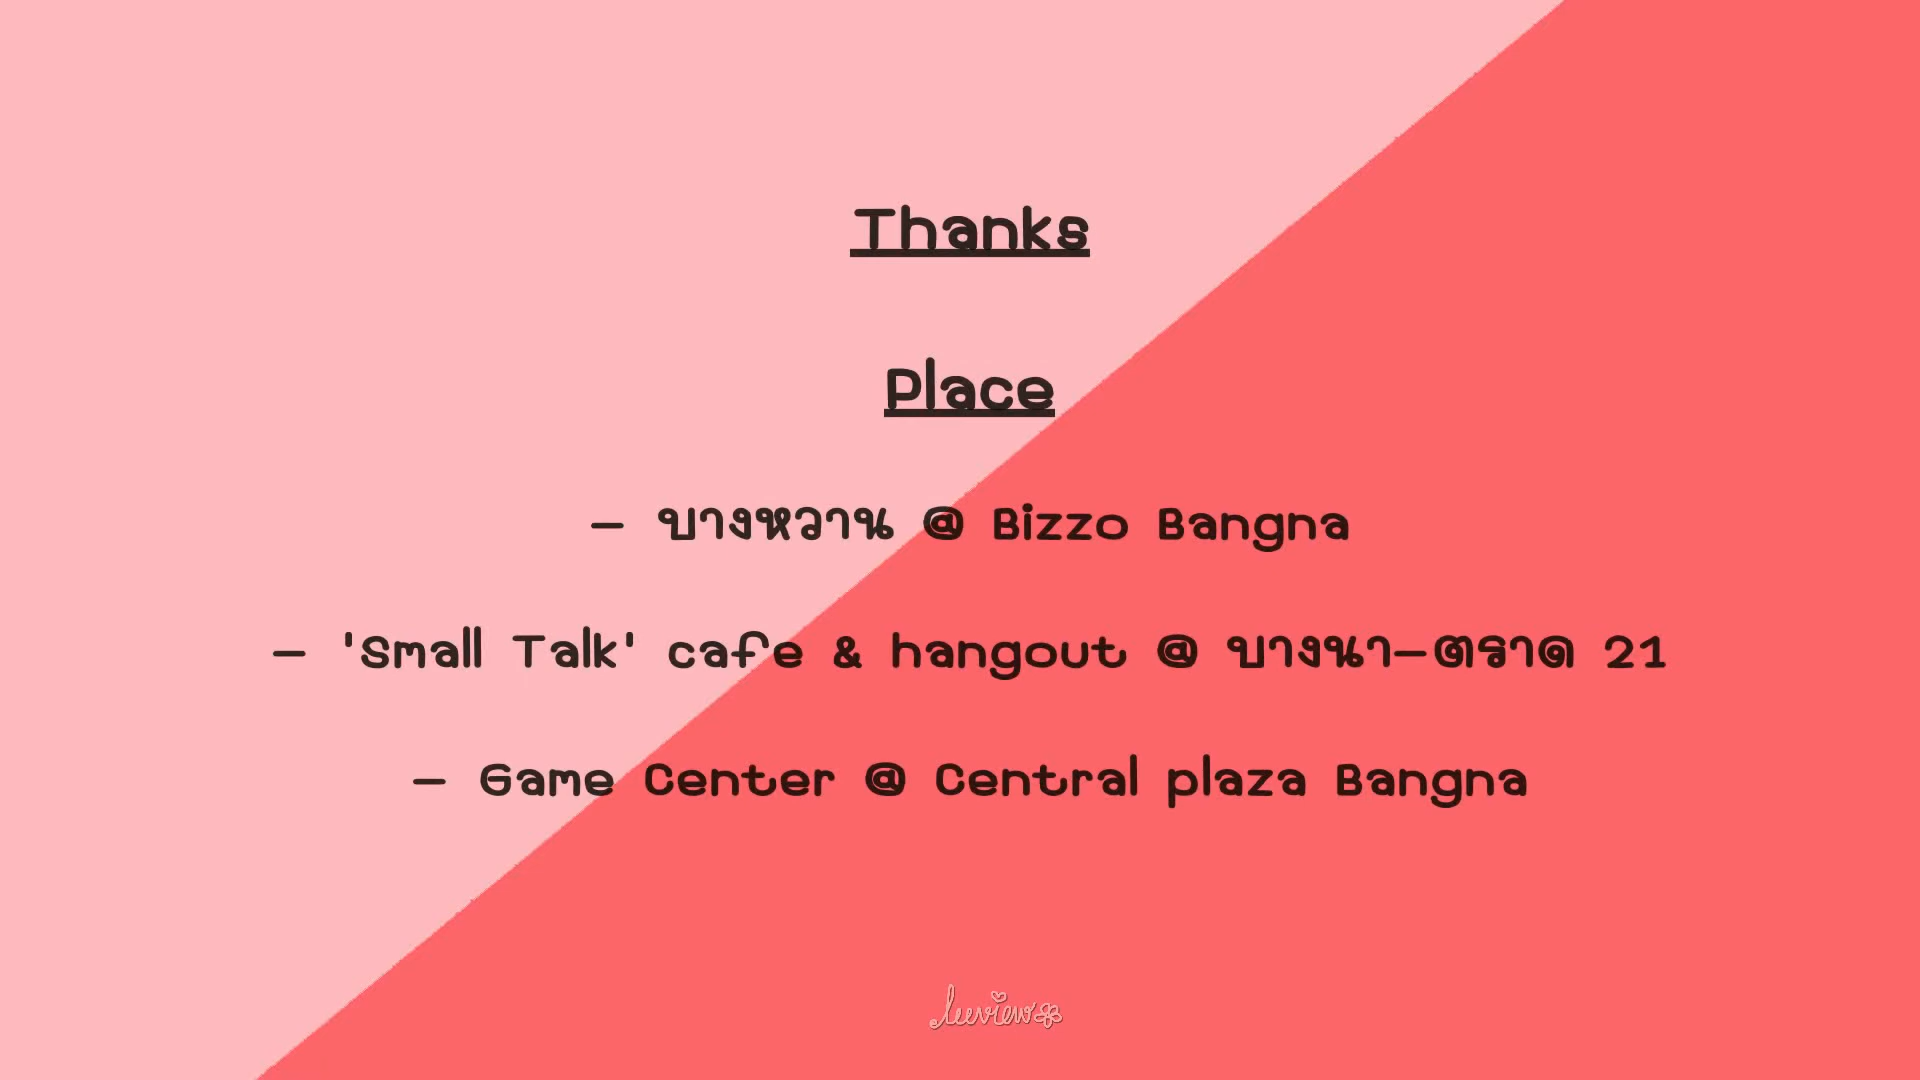 Thanks
Place
- บางหวาน @ Bizzo Bangna
- 'Small Talk' cafe & hangout @ บางนา-ตราด 21
- Game Center @ Central plaza Bangna
leeview